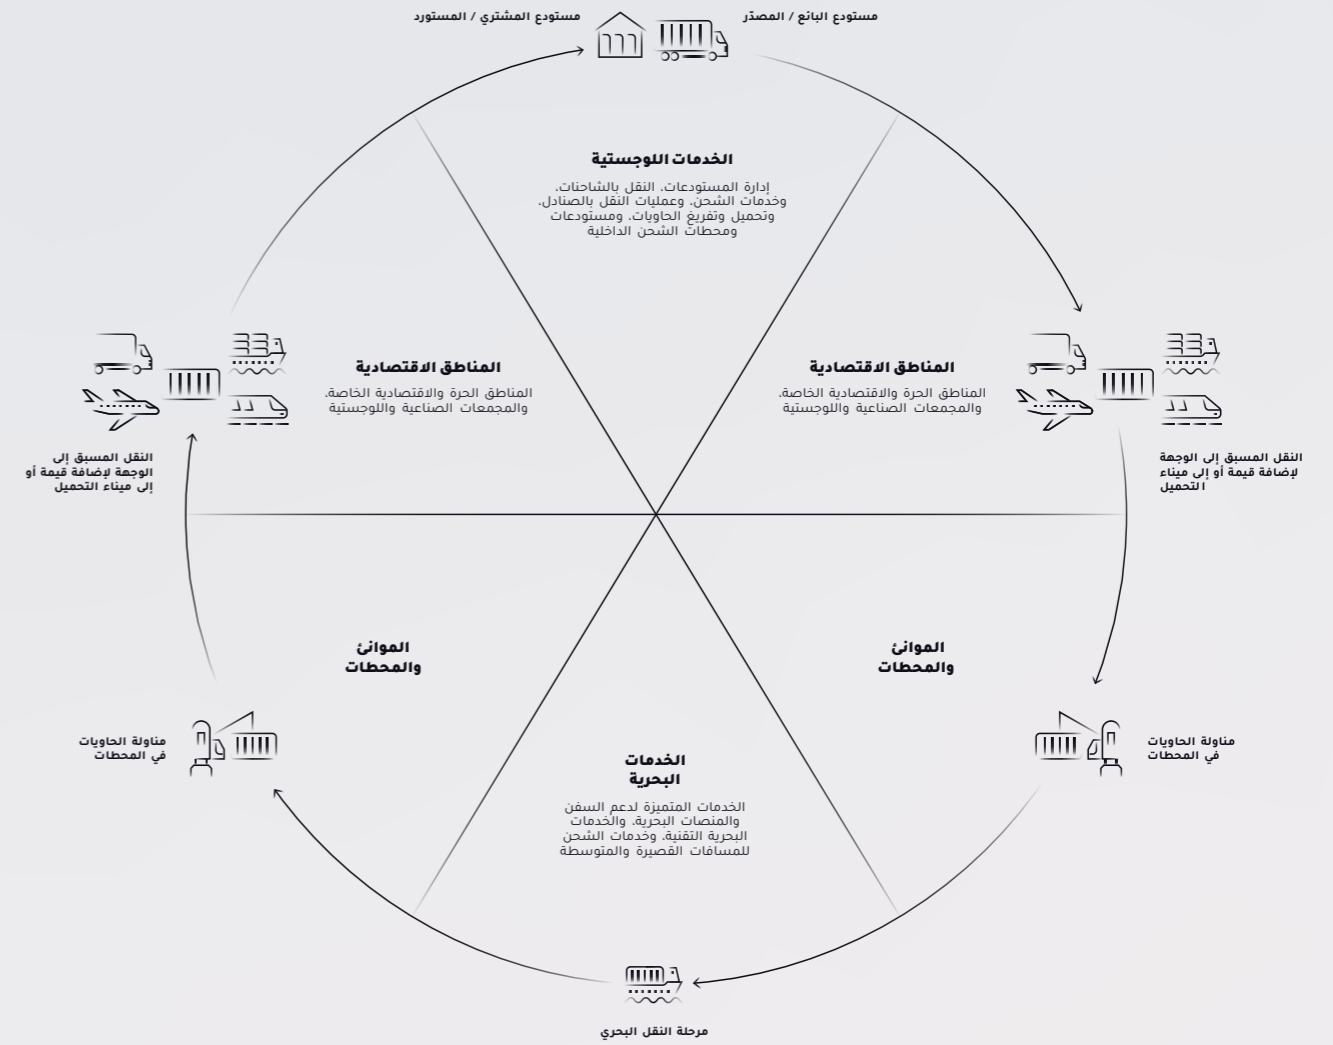 مستودع البائع / المصدّر
مستودع المشتري / المستورد
الخدمات اللوجستية
إدارة المستودعات، النقل بالشاحنات،
وخدمات الشحن، وعمليات النقل بالصنادل،
وتحميل وتفريغ الحاويات، ومستودعات
ومحطات الشحن الداخلية
المناطق الاقتصادية
المناطق الحرة والاقتصادية الخاصة،
والمجمعات الصناعية واللوجستية
النقل المسبق إلى الوجهة
لإضافة قيمة أو إلى ميناء
التحميل
الموانئ
والمحطات
مناولة الحاويات
في المحطات
الخدمات
البحرية
الخدمات المتميزة لدعم السفن
والمنصات البحرية، والخدمات
البحرية التقنية، وخدمات الشحن
للمسافات القصيرة والمتوسطة
مرحلة النقل البحري
الموانئ
والمحطات
مناولة الحاويات
في المحطات
المناطق الاقتصادية
المناطق الحرة والاقتصادية الخاصة،
والمجمعات الصناعية واللوجستية
النقل المسبق إلى
الوجهة لإضافة قيمة أو
إلى ميناء التحميل